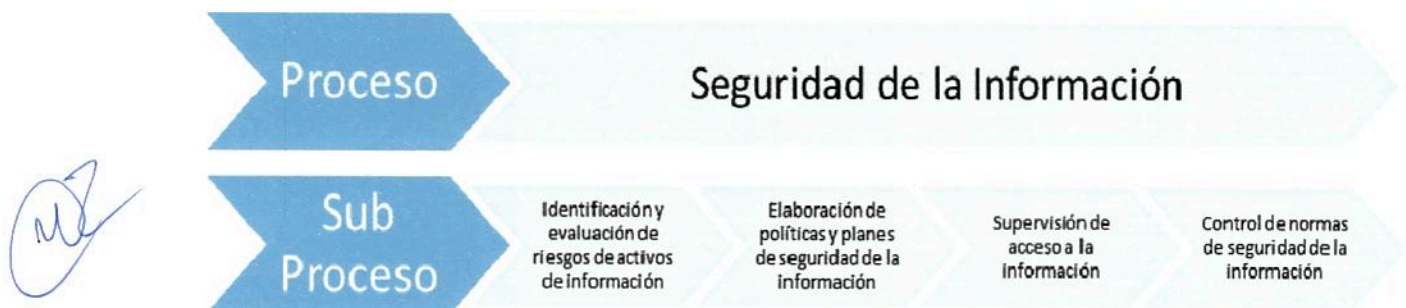 Proceso
Seguridad de la Información
Sub
Proceso
Identificación y
evaluación de
riesgos de activos
de información
Elaboración de
políticas y planes
de seguridad de la
información
Supervisión de
acceso a la
información
Control de normas
de seguridad de la
información